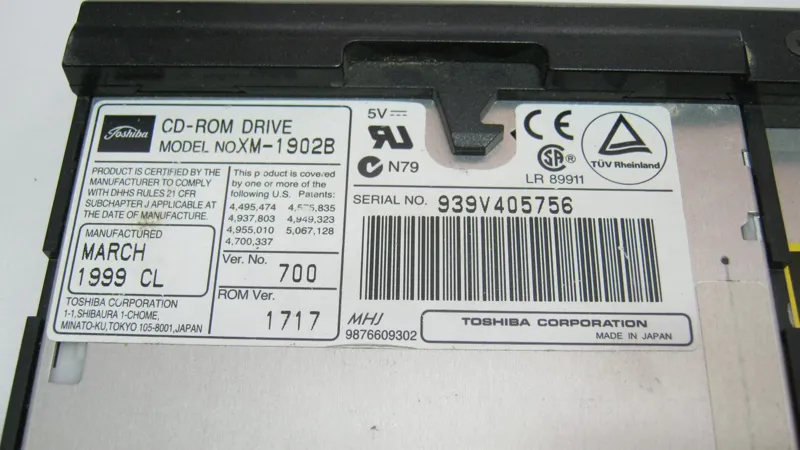 Toshiba
CD-ROM DRIVE
MODEL NO.XM-1902B
PRODUCT IS CERTIFIED BY THE
MANUFACTURER TO COMPLY
WITH DHHS RULES 21 CFR
SUBCHAPTER J APPLICABLE AT
THE DATE OF MANUFACTURE.
MANUFACTURED
MARCH
1999 CL
TOSHIBA CORPORATION
1-1, SHIBAURA 1-CHOME,
MINATO-KU, TOKYO 105-8001, JAPAN
This product is covered
by one or more of the
following U.S. Patents:
4,495,474 4,575,835
4,937,803 4,949,323
4,955,010 5,067,128
4,700,337
Ver. No. 700
ROM Ver.
1717
5V
UR
N79
CE
SA
LR 89911
TÜV Rheinland
SERIAL NO. 939V405756
MHJ
9876609302
TOSHIBA CORPORATION
MADE IN JAPAN